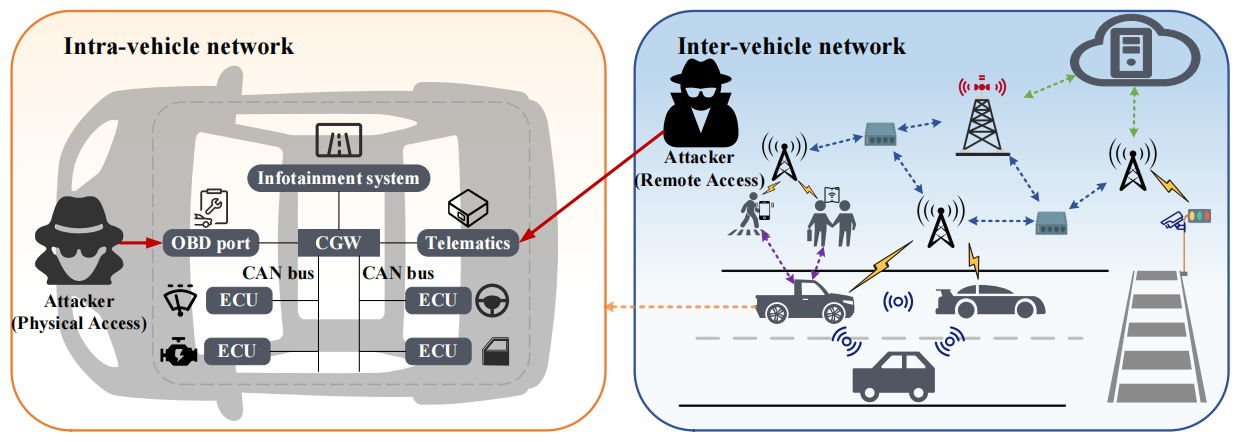 Intra-vehicle network
Infotainment system
OBD port
CGW
Telematics
CAN bus
CAN bus
ECU
ECU
ECU
ECU
Attacker
(Physical Access)
Inter-vehicle network
Attacker
(Remote Access)